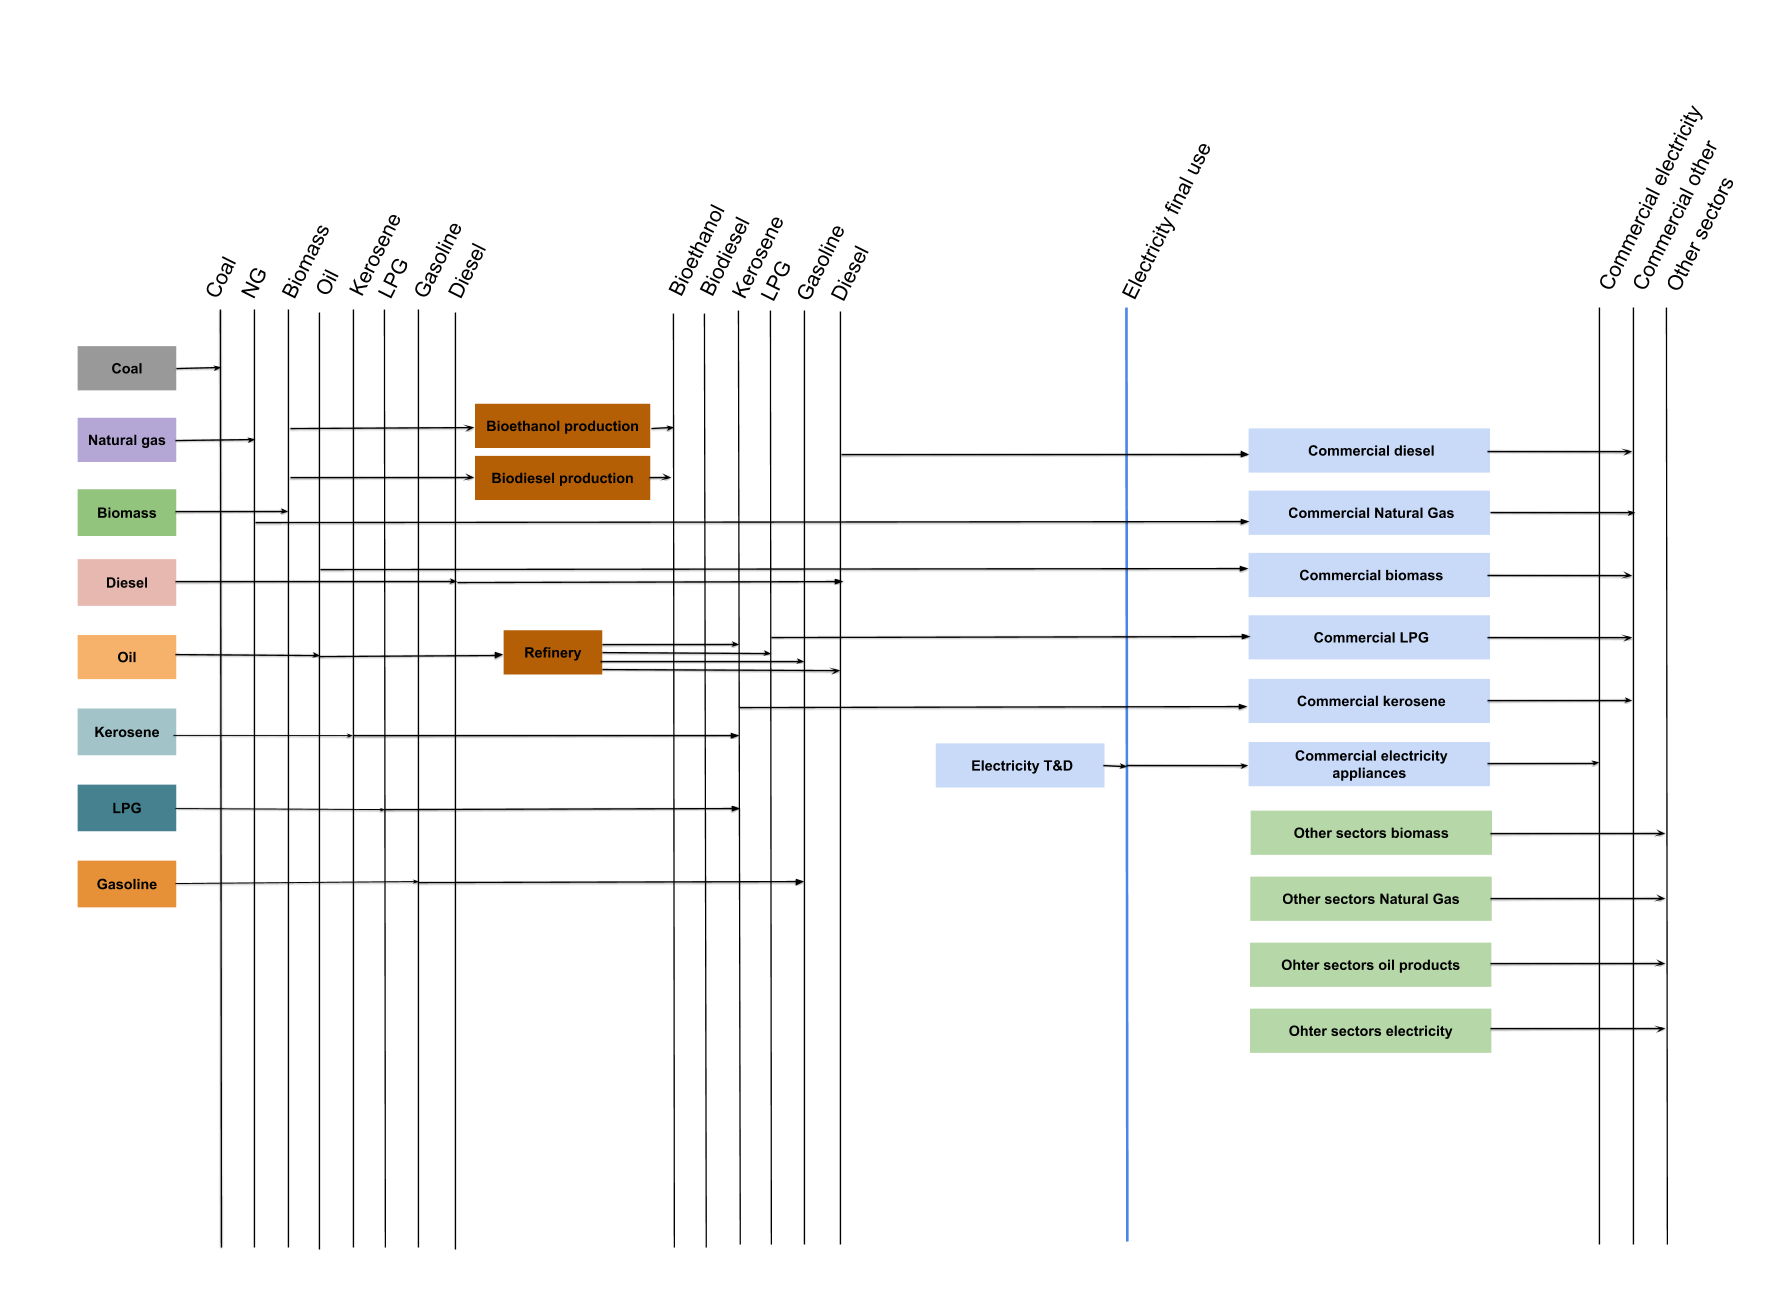 Coal
NG
Biomass
Oil
Kerosene
LPG
Gasoline
Diesel
Bioethanol
Biodiesel
Kerosene
LPG
Gasoline
Diesel
Electricity final use
Commercial electricity
Commercial other
Other sectors
Coal
Natural gas
Biomass
Diesel
Oil
Kerosene
LPG
Gasoline
Bioethanol production
Biodiesel production
Refinery
Electricity T&D
Commercial diesel
Commercial Natural Gas
Commercial biomass
Commercial LPG
Commercial kerosene
Commercial electricity
appliances
Other sectors biomass
Other sectors Natural Gas
Ohter sectors oil products
Ohter sectors electricity